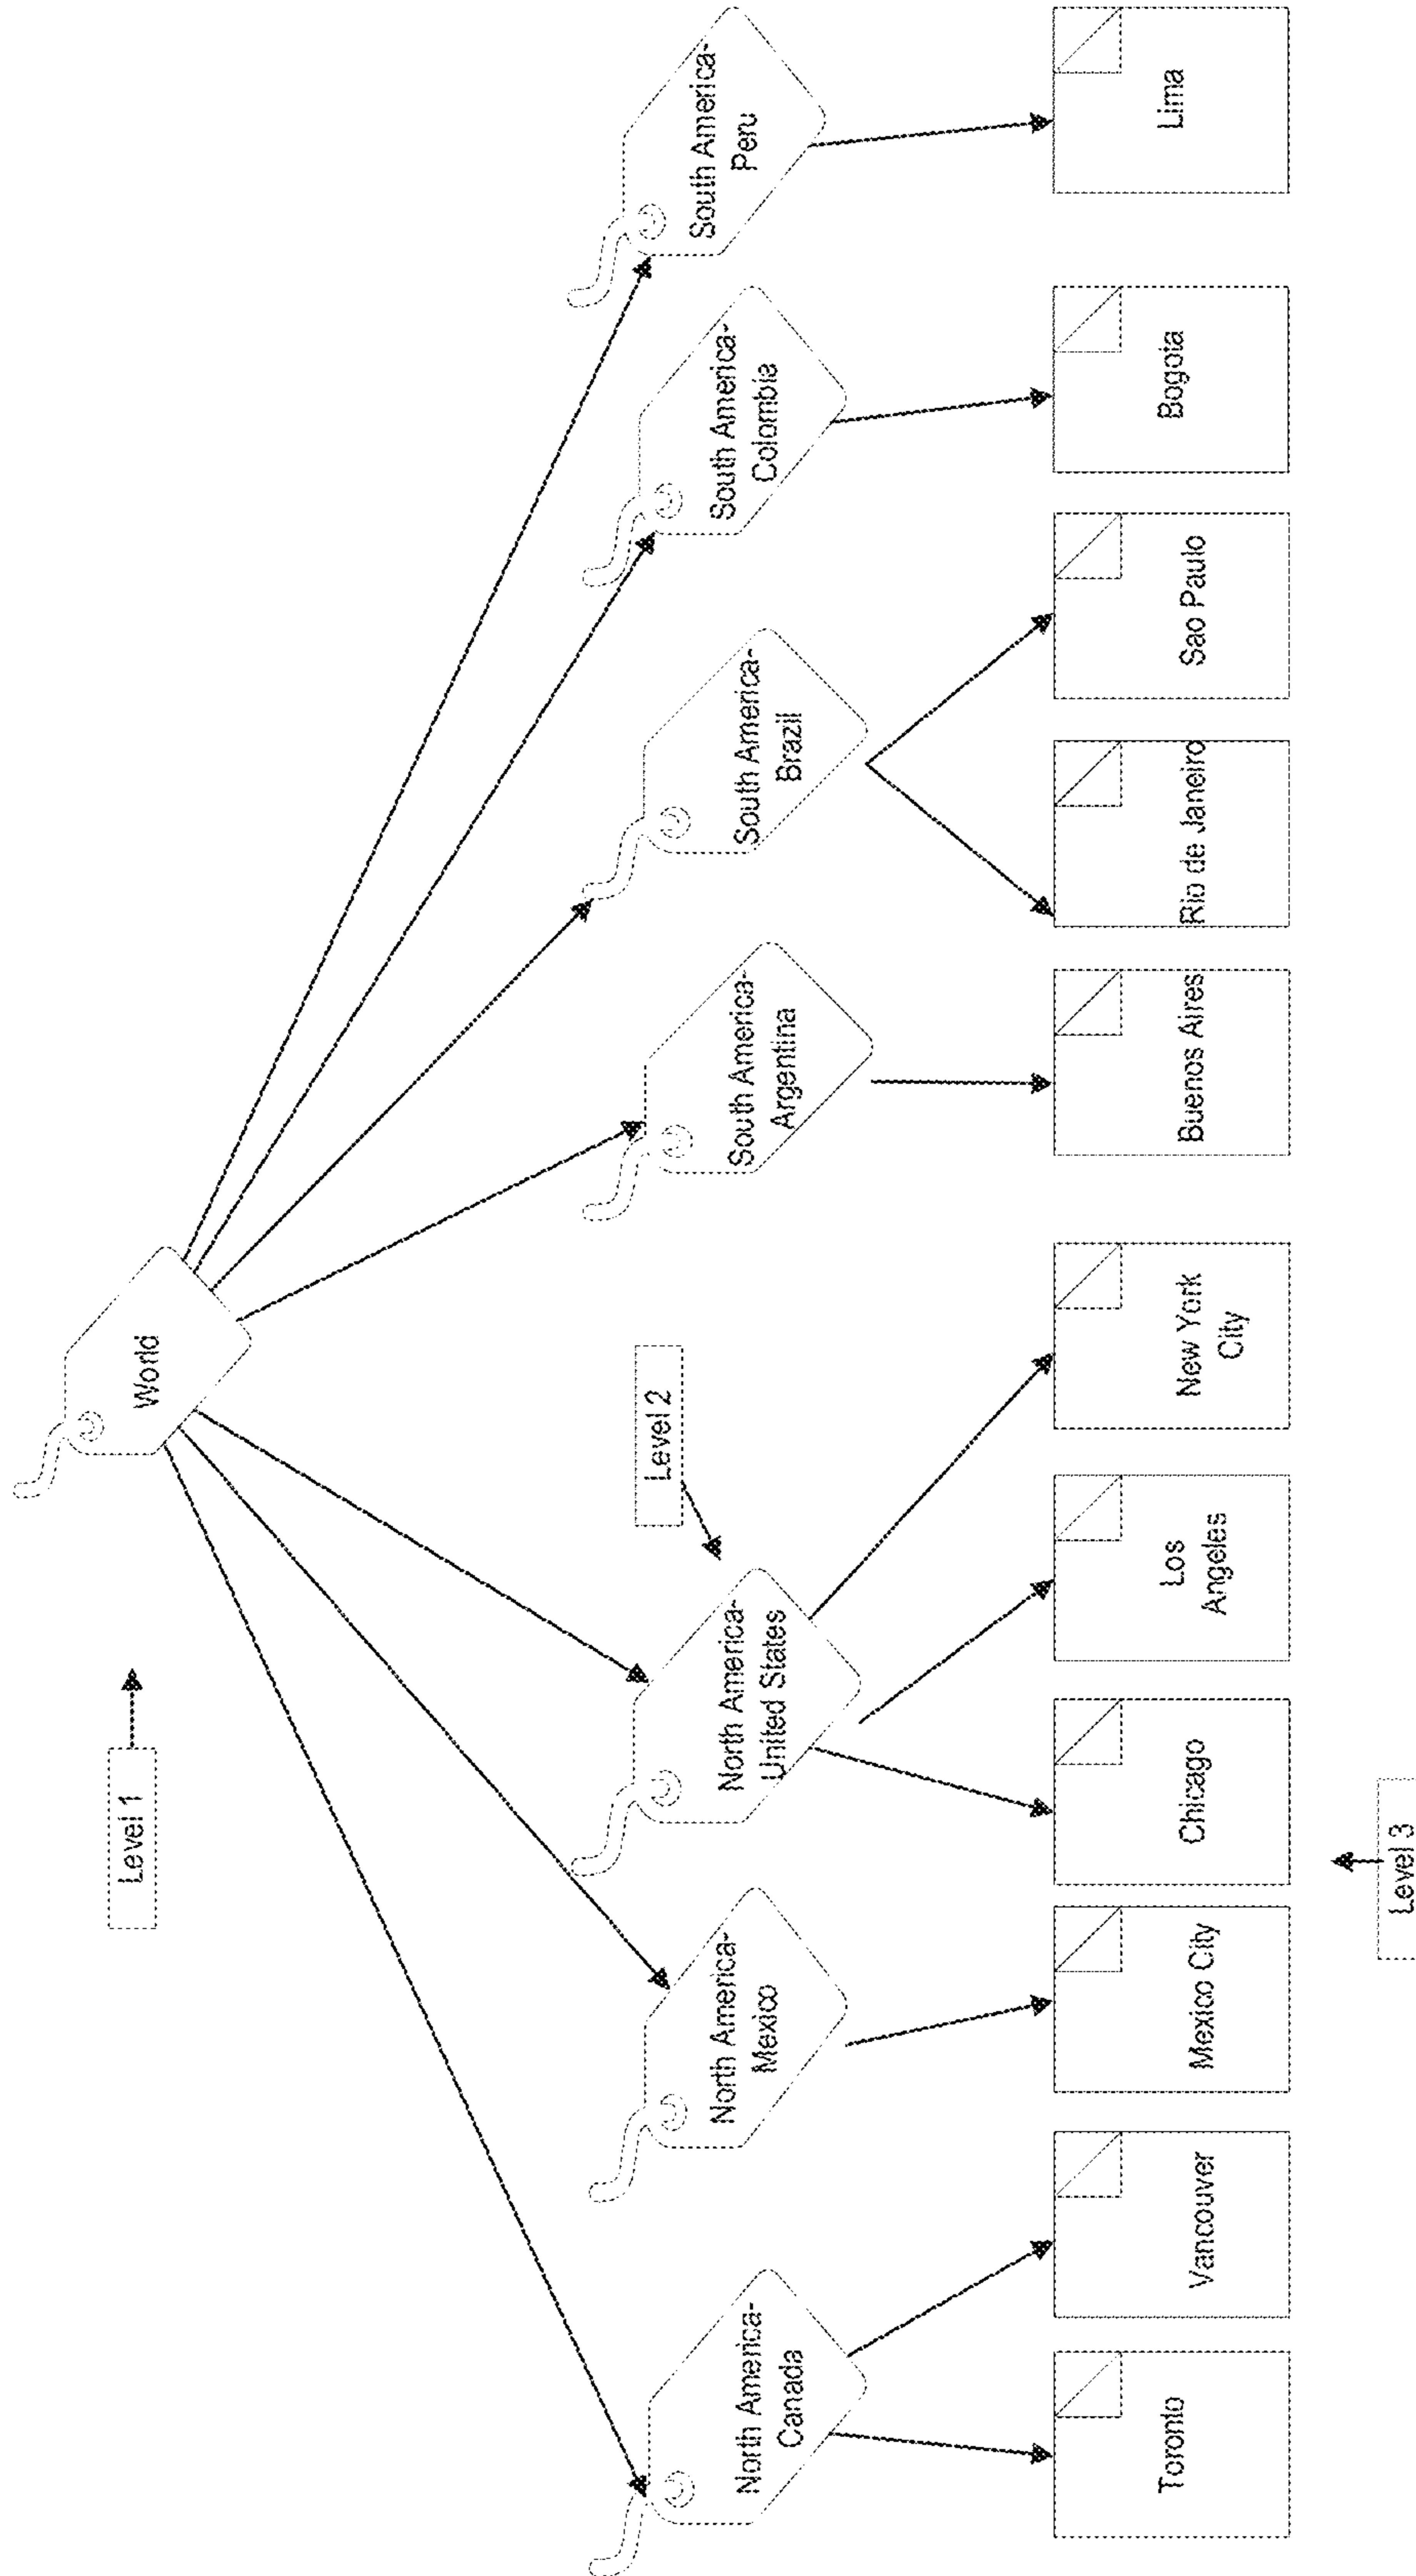 World
Level 1
Level 2
North America-
Canada
North America-
Mexico
North America-
United States
South America-
Argentina
South America-
Brazil
South America-
Colombie
South America-
Peru
Toronto
Vancouver
Mexico City
Chicago
Los
Angeles
New York
City
Buenos Aires
Rio de Janeiro
Sao Paulo
Bogota
Lima
Level 3